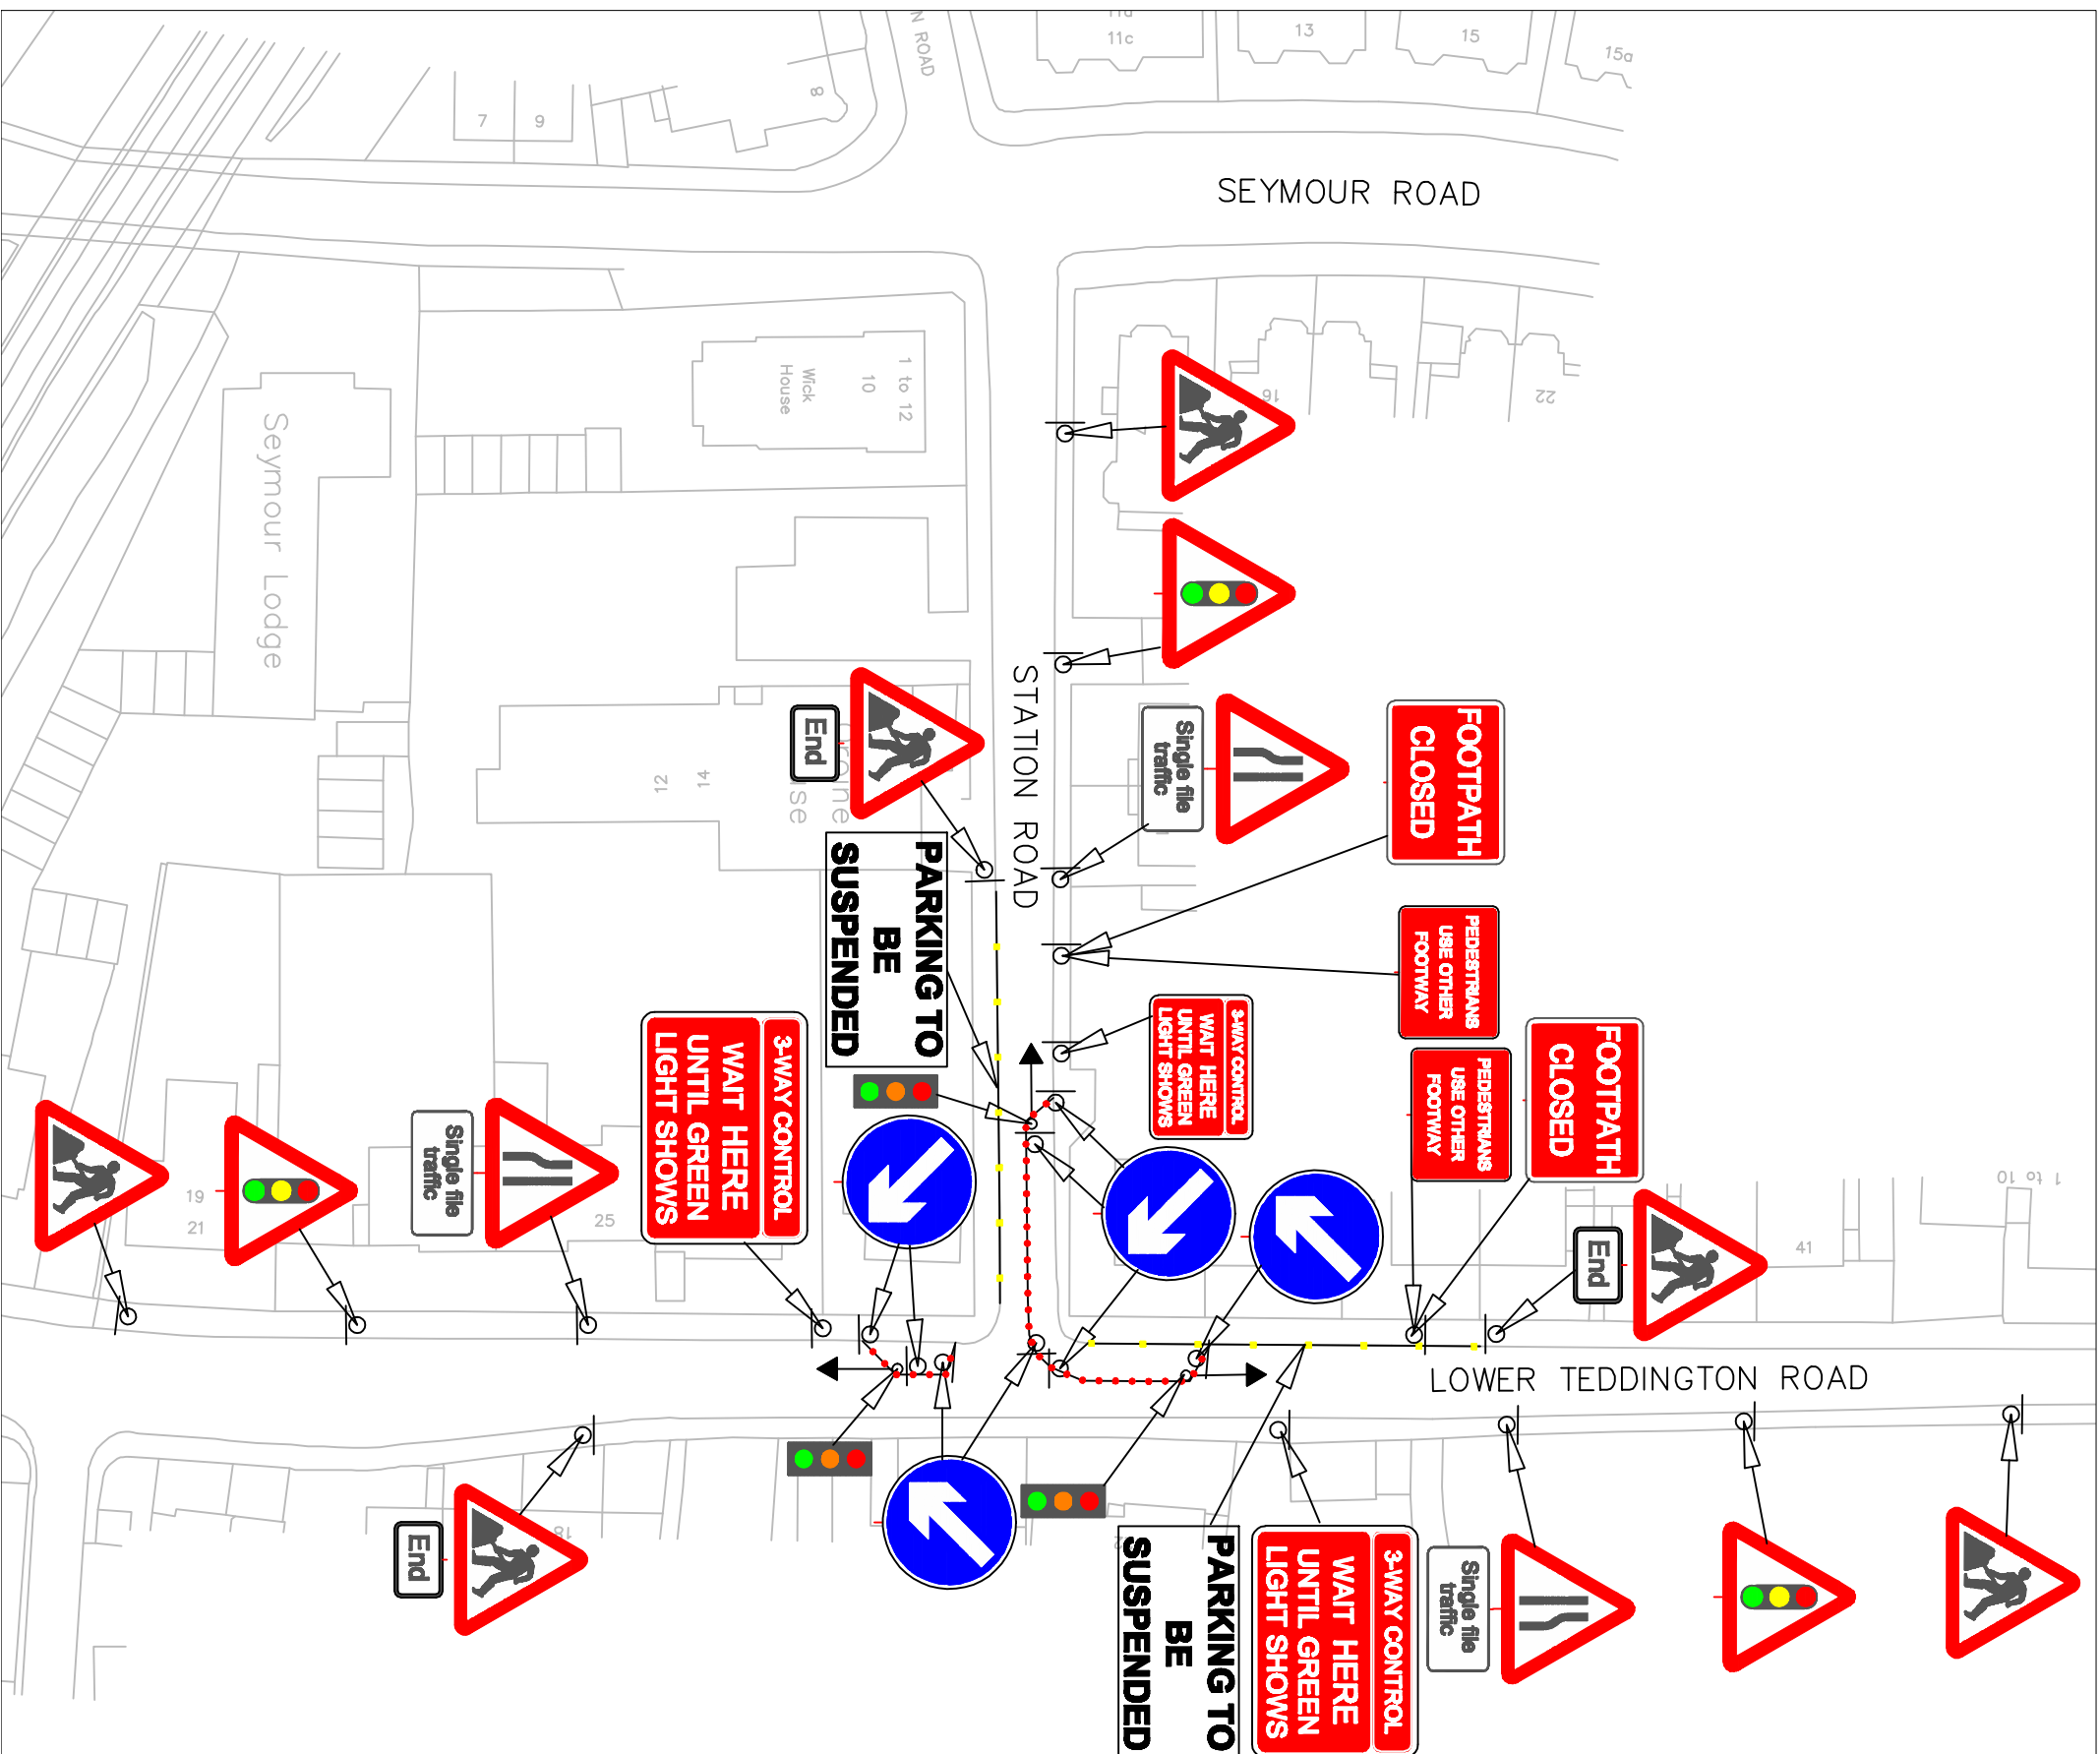 N ROAD
11c
13
15
15a
7
9
8
SEYMOUR ROAD
1 to 12
10
Wick
House
Seymour Lodge
16
22
STATION ROAD
End
12
14
Single file
traffic
FOOTPATH
CLOSED
PEDESTRIANS
USE OTHER
FOOTWAY
PARKING TO
BE
SUSPENDED
3-WAY CONTROL
WAIT HERE
UNTIL GREEN
LIGHT SHOWS
3-WAY CONTROL
WAIT HERE
UNTIL GREEN
LIGHT SHOWS
FOOTPATH
CLOSED
PEDESTRIANS
USE OTHER
FOOTWAY
Single file
traffic
19
21
25
End
41
1 to 10
LOWER TEDDINGTON ROAD
End
18
PARKING TO
BE
SUSPENDED
3-WAY CONTROL
WAIT HERE
UNTIL GREEN
LIGHT SHOWS
Single file
traffic